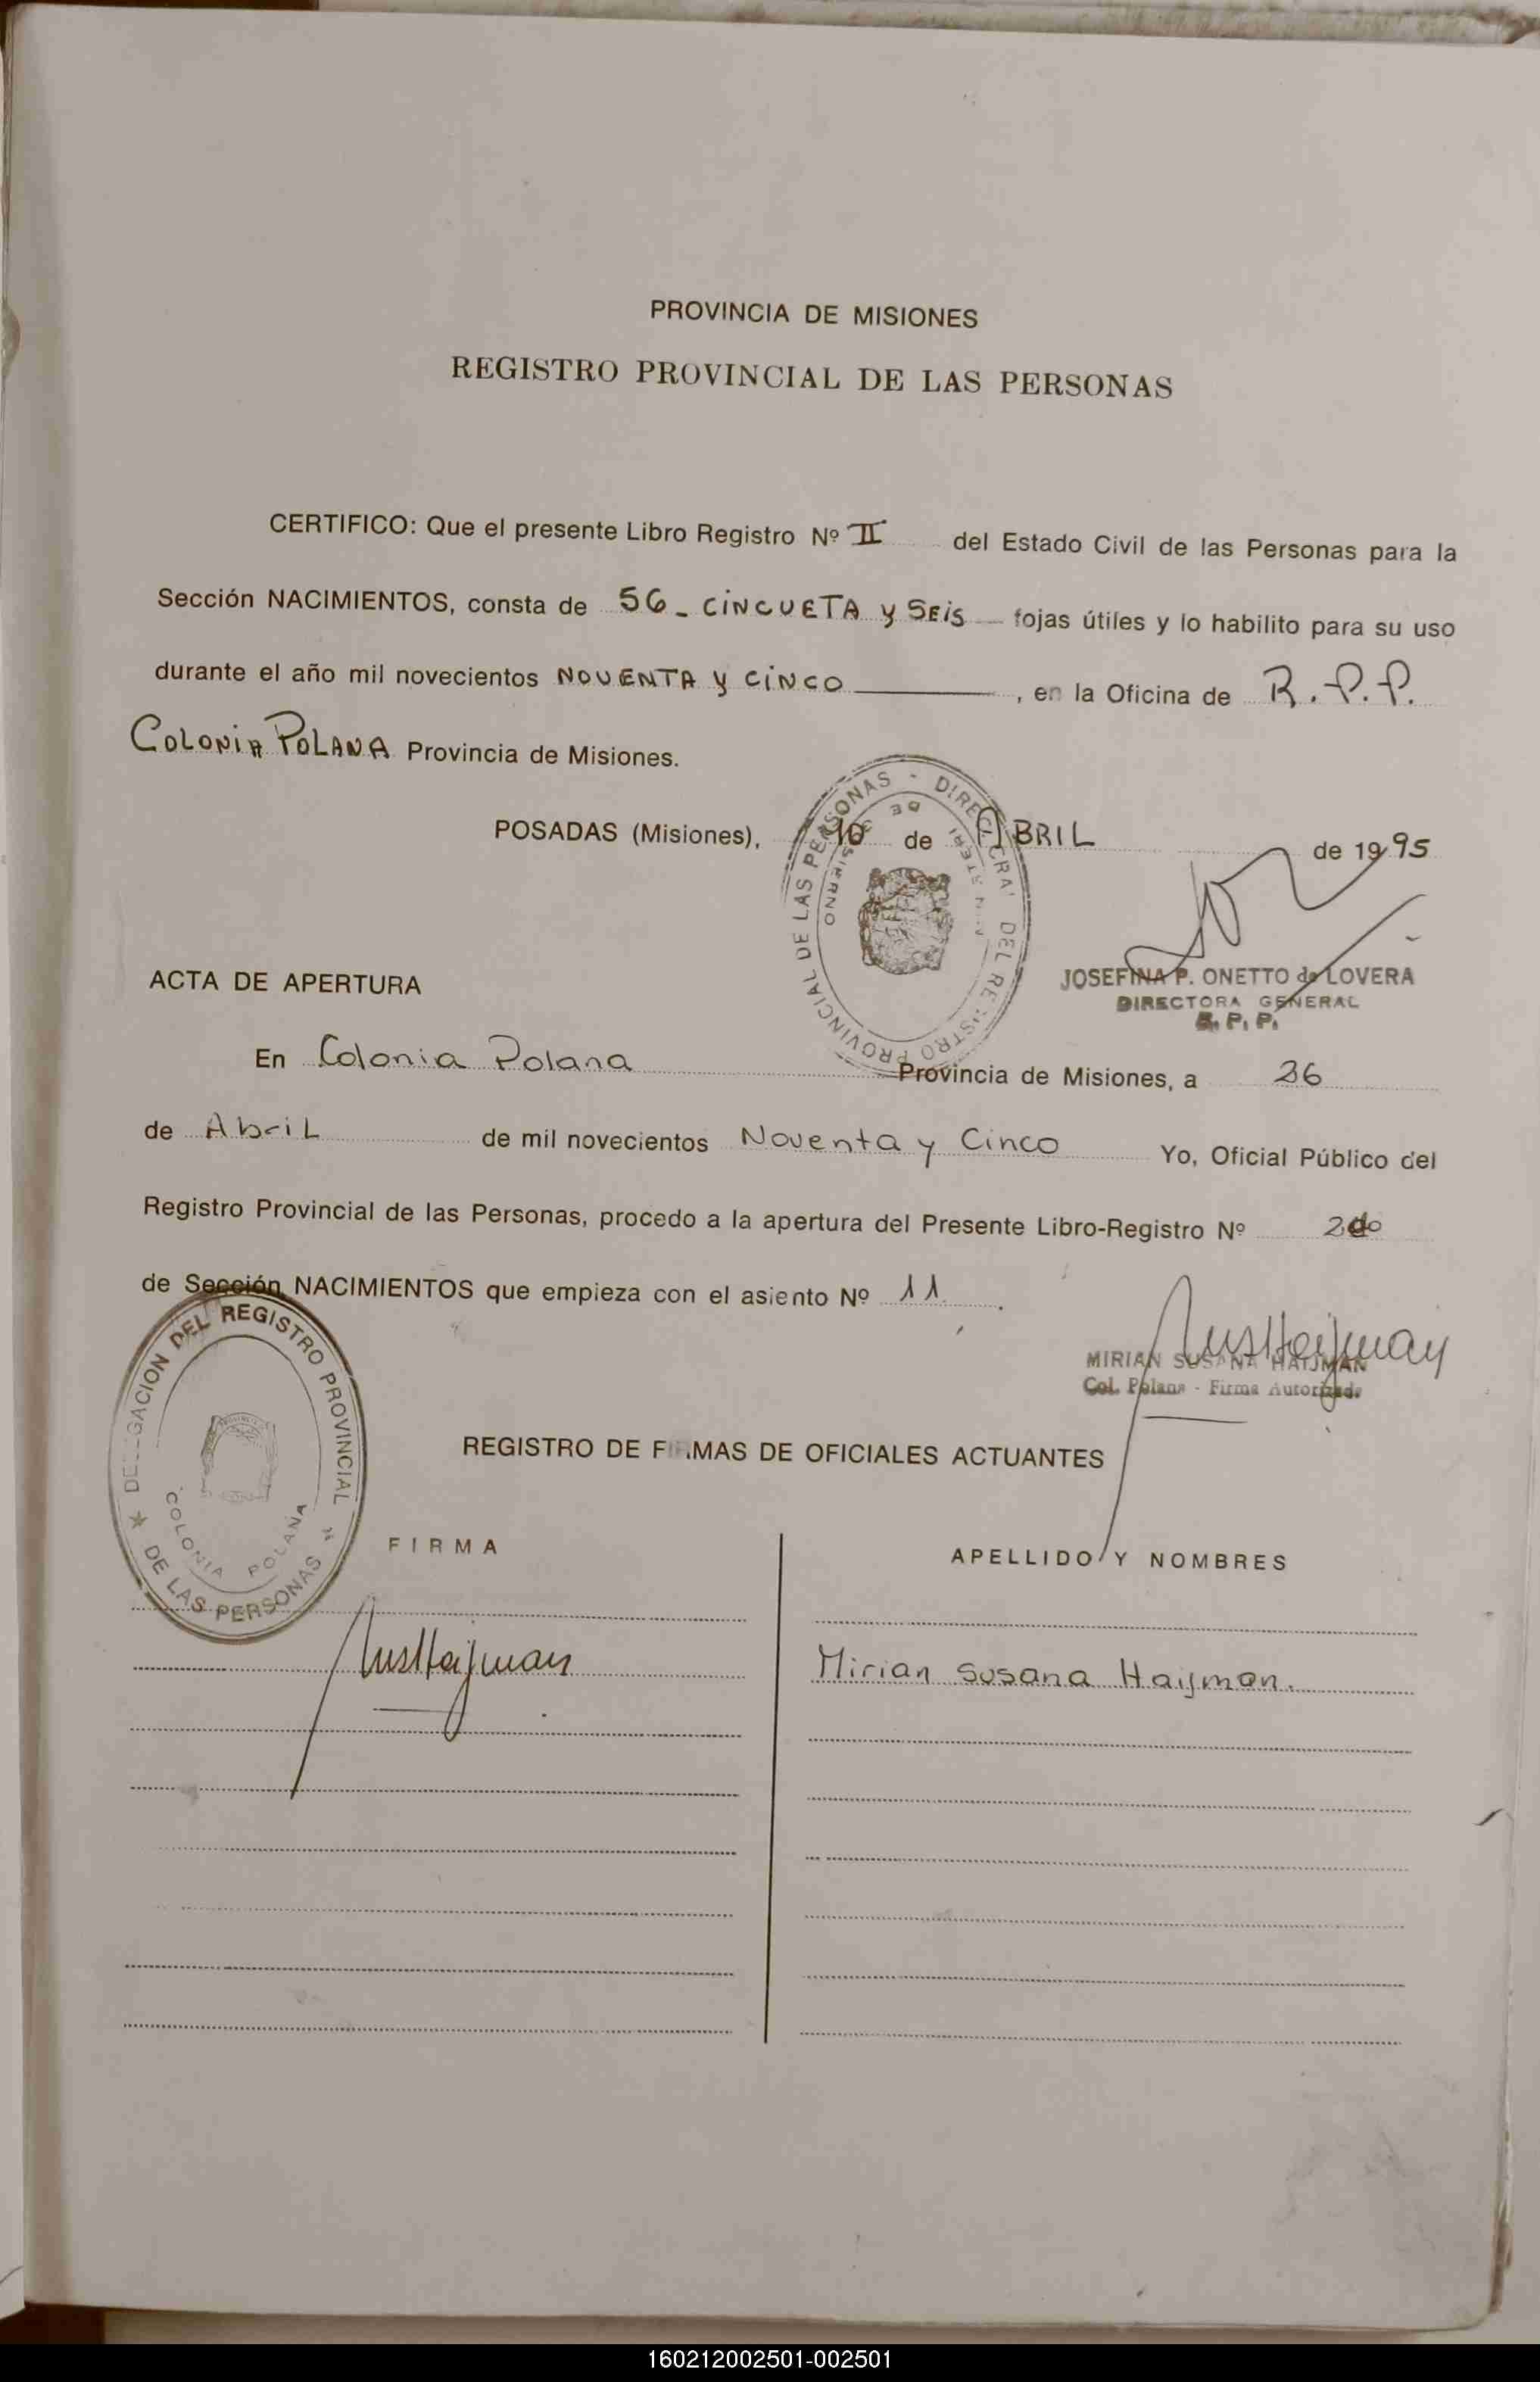 PROVINCIA DE MISIONES
REGISTRO PROVINCIAL DE LAS PERSONAS
CERTIFICO: Que el presente Libro Registro Nº II del Estado Civil de las Personas para la
Sección NACIMIENTOS, consta de 56 - CINCUETA y SEIS — fojas útiles y lo habilito para su uso
durante el año mil novecientos NOVENTA y CINCO ———, en la Oficina de R.P.P.
COLONIA POLANA Provincia de Misiones.
POSADAS (Misiones), 10 de ABRIL de 1995
JOSEFINA P. ONETTO de LOVERA
DIRECTORA GENERAL
R. P. P.
ACTA DE APERTURA
En Colonia Polana Provincia de Misiones, a 26
de Abril de mil novecientos Noventa y Cinco Yo, Oficial Público del
Registro Provincial de las Personas, procedo a la apertura del Presente Libro-Registro Nº 2do
de Sección NACIMIENTOS que empieza con el asiento Nº 11.
MIRIAN SUSANA HAIJMAN
Col. Polana - Firma Autorizada
DELEGACION DEL REGISTRO PROVINCIAL
DE LAS PERSONAS
COLONIA POLANA
REGISTRO DE FIRMAS DE OFICIALES ACTUANTES
FIRMA
APELLIDO Y NOMBRES
Mirian Susana Haijman.
160212002501-002501